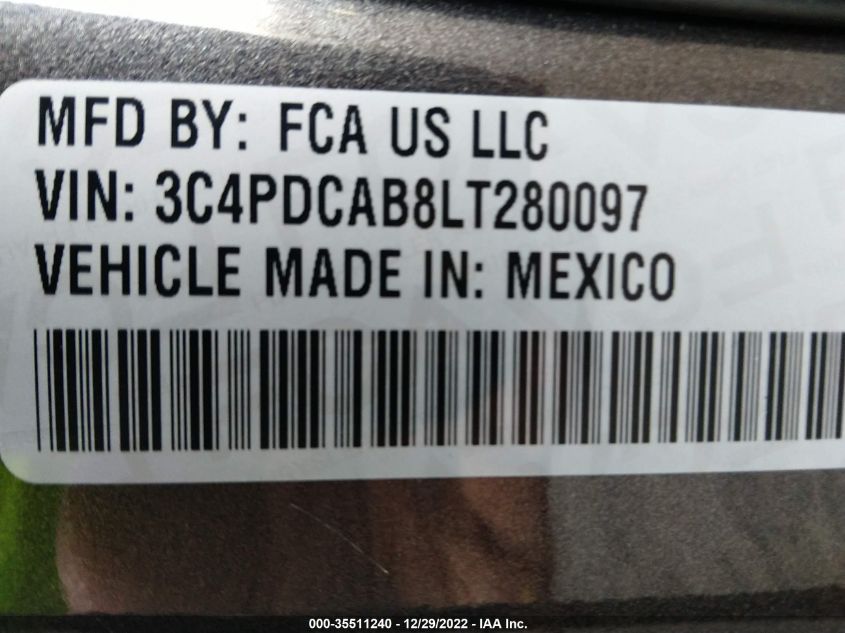 MFD BY: FCA US LLC
VIN: 3C4PDCAB8LT280097
VEHICLE MADE IN: MEXICO
000-35511240 - 12/29/2022 - IAA Inc.